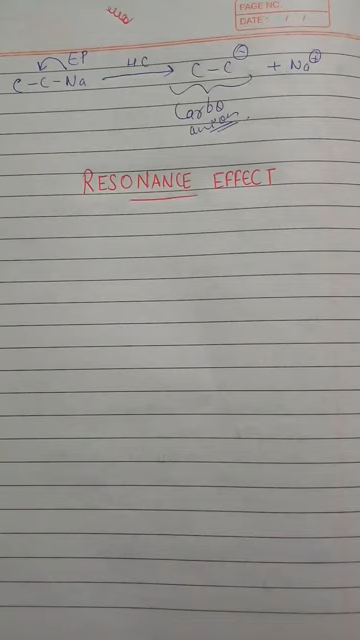 PAGE NO.
DATE: / /
EP
C-C-Na HC → C-C⊖ + Na⊕
Carbo
anion
RESONANCE EFFECT